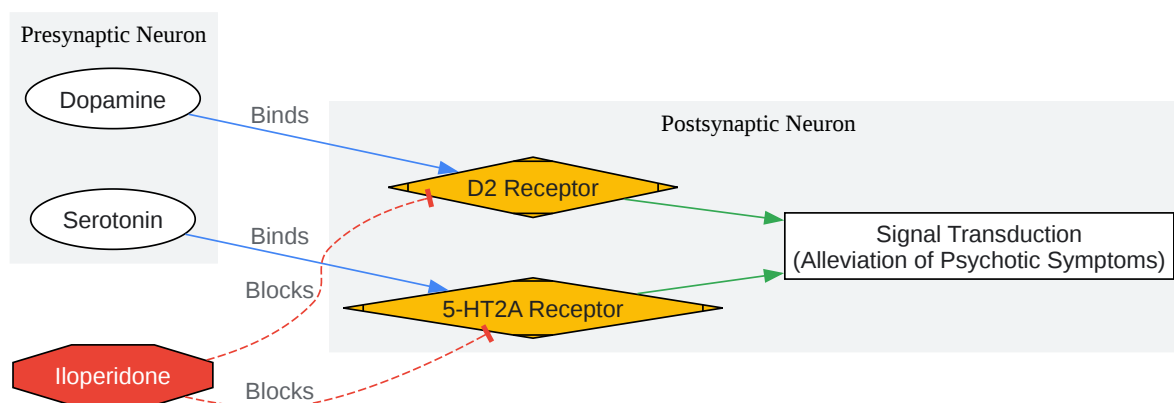 Presynaptic Neuron
Dopamine
Binds
Postsynaptic Neuron
D2 Receptor
Serotonin
Binds
Signal Transduction
(Alleviation of Psychotic Symptoms)
Blocks
5-HT2A Receptor
Iloperidone
Blocks